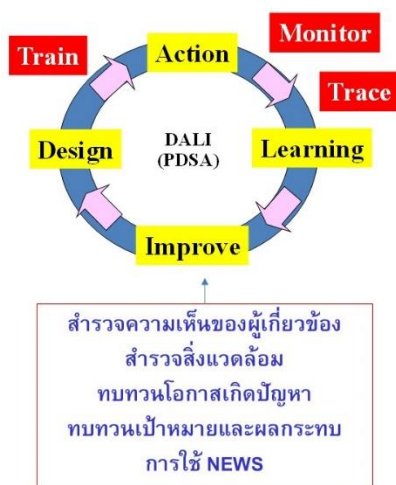 Monitor
Train
Action
Trace
Design
DALI
(PDSA)
Learning
Improve
สำรวจความเห็นของผู้เกี่ยวข้อง
สำรวจสิ่งแวดล้อม
ทบทวนโอกาสเกิดปัญหา
ทบทวนเป้าหมายและผลกระทบ
การใช้ NEWS